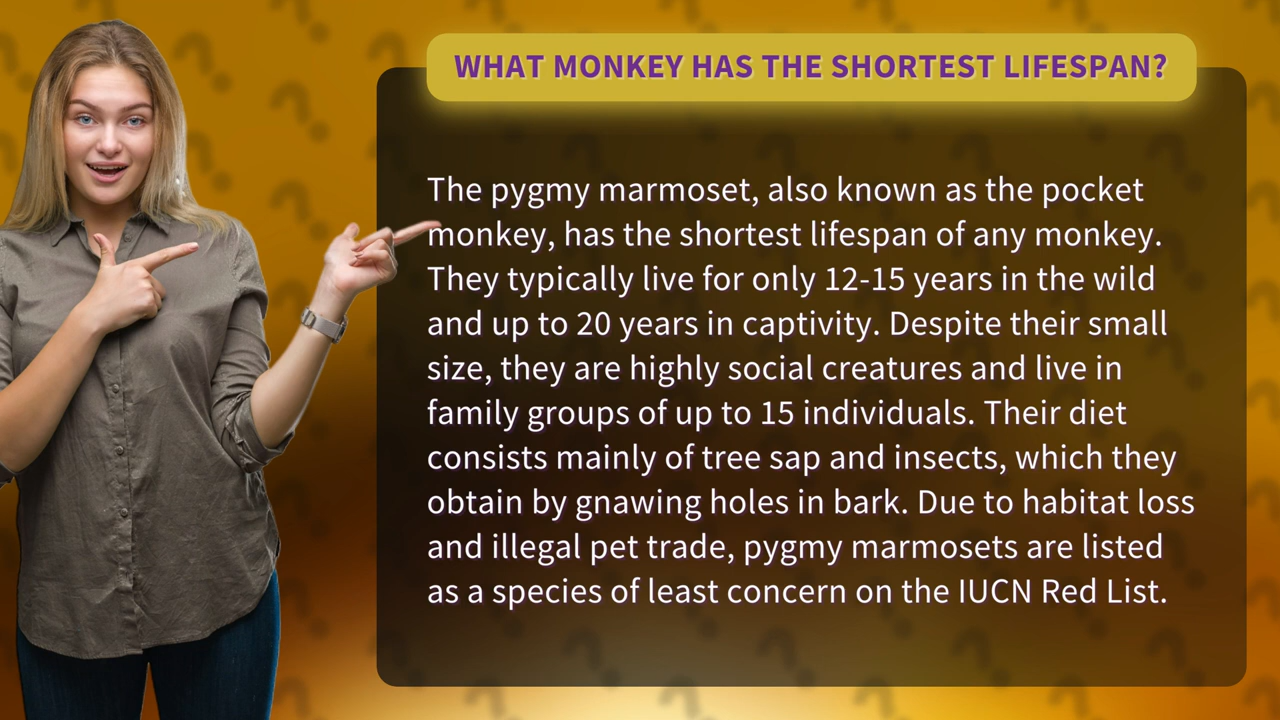 WHAT MONKEY HAS THE SHORTEST LIFESPAN?
The pygmy marmoset, also known as the pocket
monkey, has the shortest lifespan of any monkey.
They typically live for only 12-15 years in the wild
and up to 20 years in captivity. Despite their small
size, they are highly social creatures and live in
family groups of up to 15 individuals. Their diet
consists mainly of tree sap and insects, which they
obtain by gnawing holes in bark. Due to habitat loss
and illegal pet trade, pygmy marmosets are listed
as a species of least concern on the IUCN Red List.